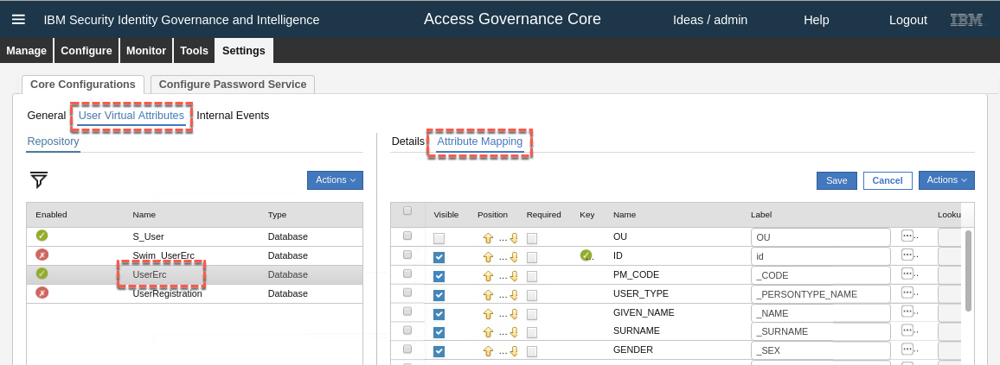 IBM Security Identity Governance and Intelligence Access Governance Core Ideas / admin Help Logout IBM
Manage Configure Monitor Tools Settings
Core Configurations Configure Password Service
General User Virtual Attributes Internal Events
Repository
Details Attribute Mapping
Actions
Save Cancel Actions
Enabled Name Type
S_User Database
Swim_UserErc Database
UserErc Database
UserRegistration Database
Visible Position Required Key Name Label Looku
... OU OU ...
... ID id ...
... PM_CODE _CODE ...
... USER_TYPE _PERSONTYPE_NAME ...
... GIVEN_NAME _NAME ...
... SURNAME _SURNAME ...
... GENDER _SEX ...